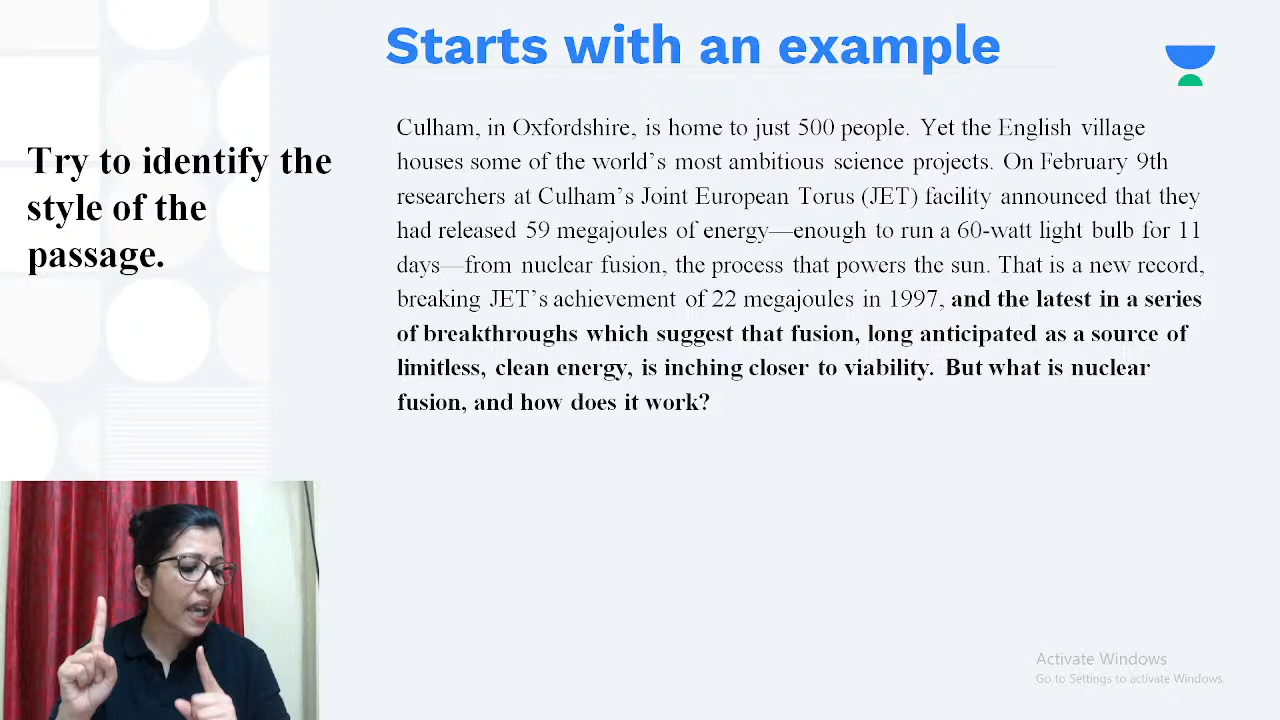 Starts with an example
Try to identify the
style of the
passage.
Culham, in Oxfordshire, is home to just 500 people. Yet the English village
houses some of the world's most ambitious science projects. On February 9th
researchers at Culham's Joint European Torus (JET) facility announced that they
had released 59 megajoules of energy—enough to run a 60-watt light bulb for 11
days—from nuclear fusion, the process that powers the sun. That is a new record,
breaking JET's achievement of 22 megajoules in 1997, and the latest in a series
of breakthroughs which suggest that fusion, long anticipated as a source of
limitless, clean energy, is inching closer to viability. But what is nuclear
fusion, and how does it work?
Activate Windows
Go to Settings to activate Windows.